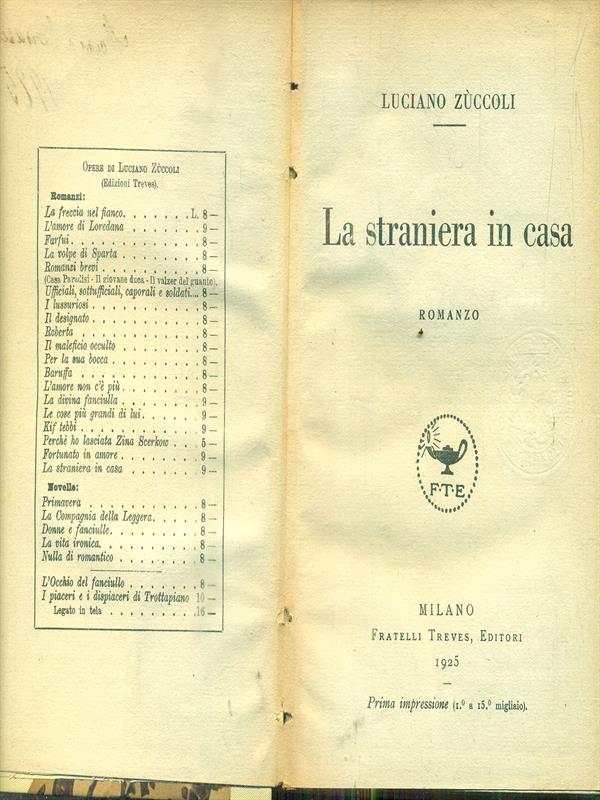 OPERE DI LUCIANO ZÙCCOLI
(Edizioni Treves).
Romanzi:
La freccia nel fianco. . . . . . . . L. 8 —
L'amore di Loredana . . . . . . . 9 —
Farfui. . . . . . . . . . 8 —
La volpe di Sparta . . . . . . . . 8 —
Romanzi brevi . . . . . . . . . 8 —
(Casa Paradisi - Il giovane duca - Il valzer del guanto).
Ufficiali, sottufficiali, caporali e soldati... 8 —
I lussuriosi . . . . . . . . . . 8 —
Il designato . . . . . . . . . . 8 —
Roberta . . . . . . . . . . 8 —
Il maleficio occulto . . . . . . . 8 —
Per la sua bocca . . . . . . . . 8 —
Baruffa . . . . . . . . . . 8 —
L'amore non c'è più . . . . . . . . 8 —
La divina fanciulla . . . . . . . . 9 —
Le cose più grandi di lui. . . . . . 9 —
Kif tebbi . . . . . . . . . . 9 —
Perchè ho lasciata Zina Scerkow . . . 5 —
Fortunato in amore . . . . . . . . 9 —
La straniera in casa . . . . . . . 9 —
Novelle:
Primavera . . . . . . . . . . 8 —
La Compagnia della Leggera. . . . . . 8 —
Donne e fanciulle. . . . . . . . . 8 —
La vita ironica. . . . . . . . . . 8 —
Nulla di romantico . . . . . . . . 8 —
L'Occhio del fanciullo . . . . . . . 8 —
I piaceri e i dispiaceri di Trottapiano 10 —
Legato in tela . . . . . . . . . 16 —
LUCIANO ZÙCCOLI
La straniera in casa
ROMANZO
F·T·E
MILANO
FRATELLI TREVES, EDITORI
1925
Prima impressione (1.º a 15.º migliaio).